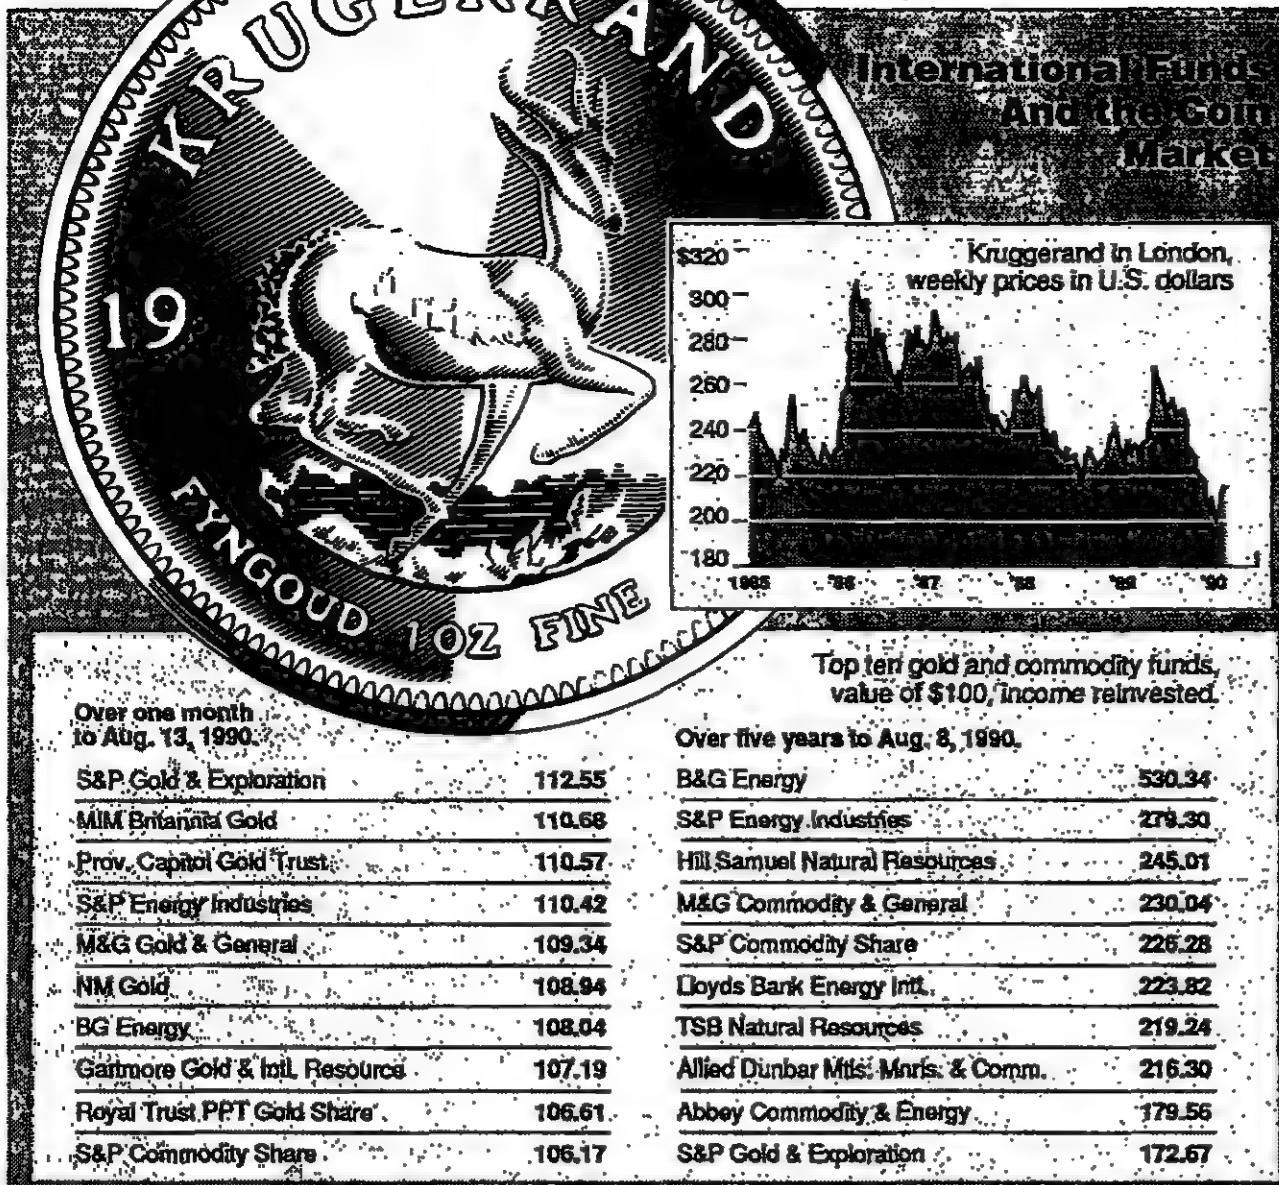 KRUGERRAND
19
FYNGOUD 1OZ FINE
International Funds
And the Coin
Market
Kruggerand in London,
weekly prices in U.S. dollars
$320
300
280
260
240
220
200
180
1985 '86 '87 '88 '89 '90
Top ten gold and commodity funds,
value of $100, income reinvested.
Over one month
to Aug. 13, 1990.
S&P Gold & Exploration 112.55
MIM Britannia Gold 110.68
Prov. Capitol Gold Trust 110.57
S&P Energy Industries 110.42
M&G Gold & General 109.34
NM Gold 108.94
BG Energy 108.04
Gartmore Gold & Intl. Resource 107.19
Royal Trust PPT Gold Share 106.61
S&P Commodity Share 106.17
Over five years to Aug. 8, 1990.
B&G Energy 530.34
S&P Energy Industries 279.30
Hill Samuel Natural Resources 245.01
M&G Commodity & General 230.04
S&P Commodity Share 226.28
Lloyds Bank Energy Intl. 223.82
TSB Natural Resources 219.24
Allied Dunbar Mtls. Mnrls. & Comm. 216.30
Abbey Commodity & Energy 179.56
S&P Gold & Exploration 172.67